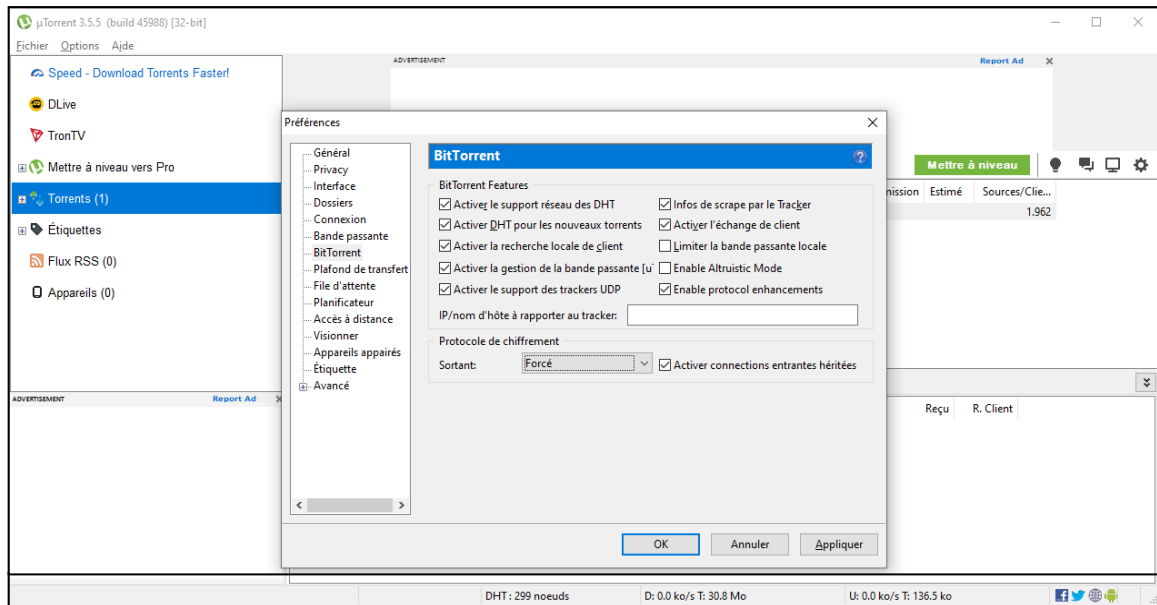 µTorrent 3.5.5 (build 45988) [32-bit]
Fichier Options Aide
Speed - Download Torrents Faster!
DLive
TronTV
Mettre à niveau vers Pro
Torrents (1)
Étiquettes
Flux RSS (0)
Appareils (0)
ADVERTISEMENT Report Ad
ADVERTISEMENT Report Ad
Mettre à niveau
nission Estimé Sources/Clie...
1.962
Préférences
Général
Privacy
Interface
Dossiers
Connexion
Bande passante
BitTorrent
Plafond de transfert
File d'attente
Planificateur
Accès à distance
Visionner
Appareils appairés
Étiquette
Avancé
BitTorrent
BitTorrent Features
Activer le support réseau des DHT Infos de scrape par le Tracker
Activer DHT pour les nouveaux torrents Activer l'échange de client
Activer la recherche locale de client Limiter la bande passante locale
Activer la gestion de la bande passante [u Enable Altruistic Mode
Activer le support des trackers UDP Enable protocol enhancements
IP/nom d'hôte à rapporter au tracker:
Protocole de chiffrement
Sortant: Forcé Activer connections entrantes héritées
OK Annuler Appliquer
Reçu R. Client
DHT : 299 noeuds D: 0.0 ko/s T: 30.8 Mo U: 0.0 ko/s T: 136.5 ko